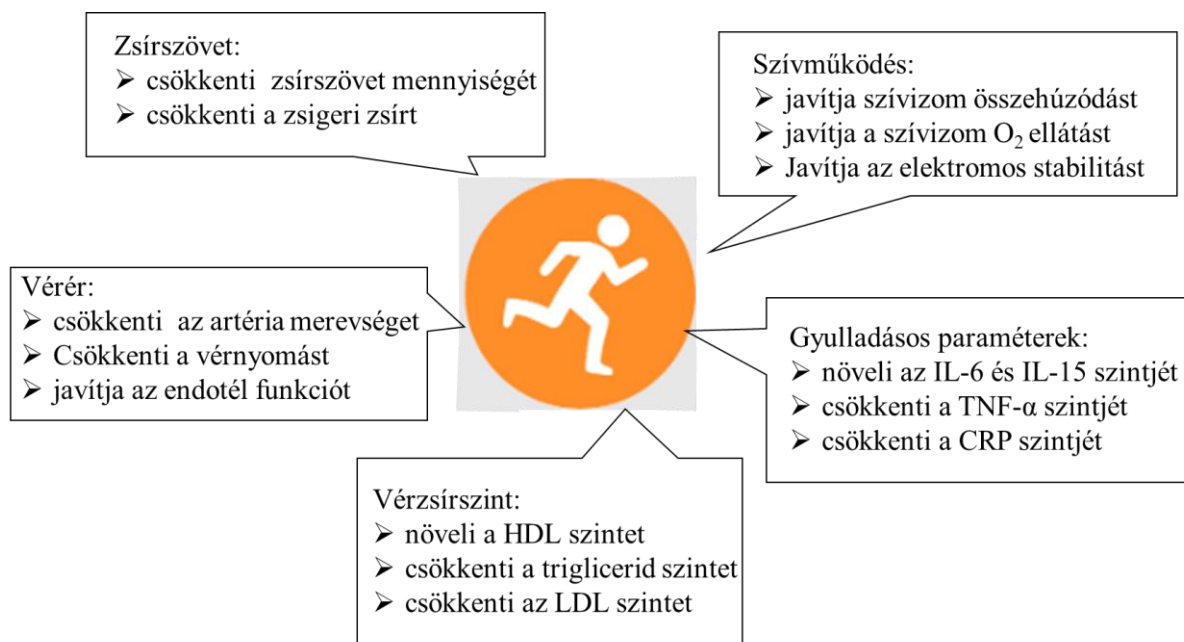 Zsírszövet:
➢ csökkenti zsírszövet mennyiségét
➢ csökkenti a zsigeri zsírt
Szívműködés:
➢ javítja szívizom összehúzódást
➢ javítja a szívizom O₂ ellátást
➢ Javítja az elektromos stabilitást
Vérér:
➢ csökkenti az artéria merevséget
➢ Csökkenti a vérnyomást
➢ javítja az endotél funkciót
Gyulladásos paraméterek:
➢ növeli az IL-6 és IL-15 szintjét
➢ csökkenti a TNF-α szintjét
➢ csökkenti a CRP szintjét
Vérzsírszint:
➢ növeli a HDL szintet
➢ csökkenti a triglicerid szintet
➢ csökkenti az LDL szintet